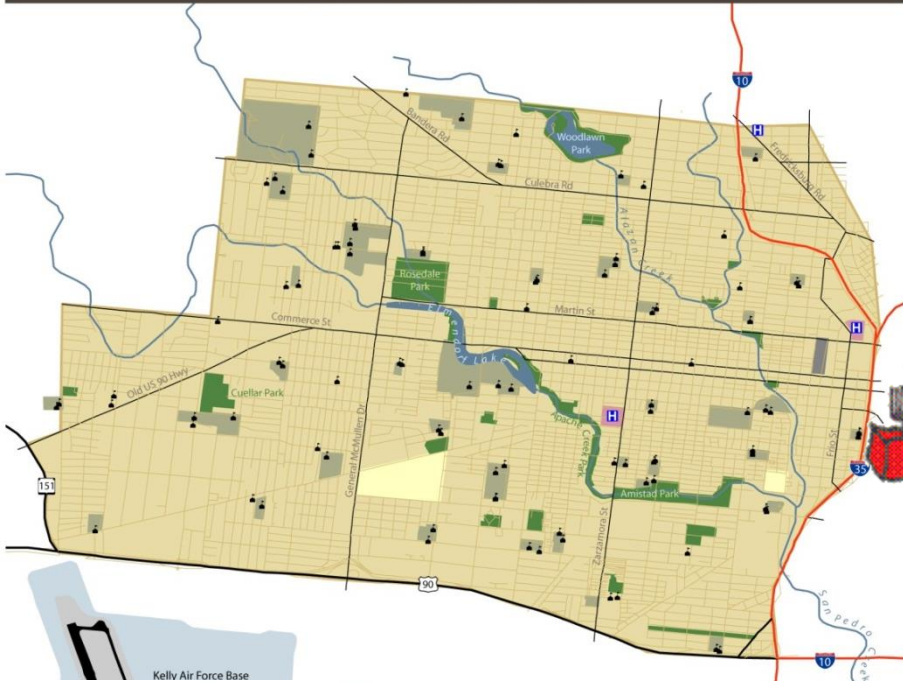 10
H
Bandera Rd
Woodlawn
Park
Fredericksburg Rd
Culebra Rd
Alazan Creek
Rosedale
Park
Martin St
Commerce St
Elmendorf Lake
H
Old US 90 Hwy
Cuellar Park
General McMullen Dr
H
Apache Creek Park
Frio St
35
151
Amistad Park
Zarzamora St
90
San Pedro Creek
10
Kelly Air Force Base